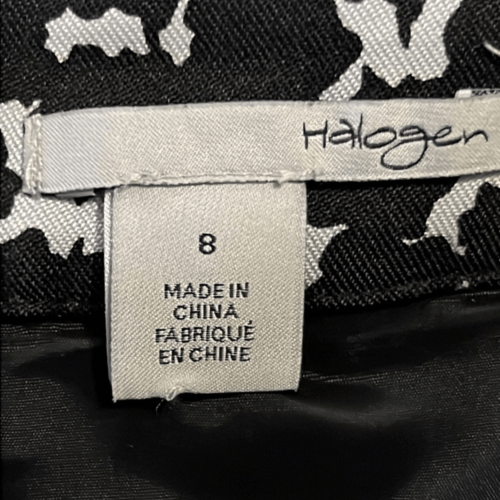 Halogen
8
MADE IN
CHINA
FABRIQUÉ
EN CHINE